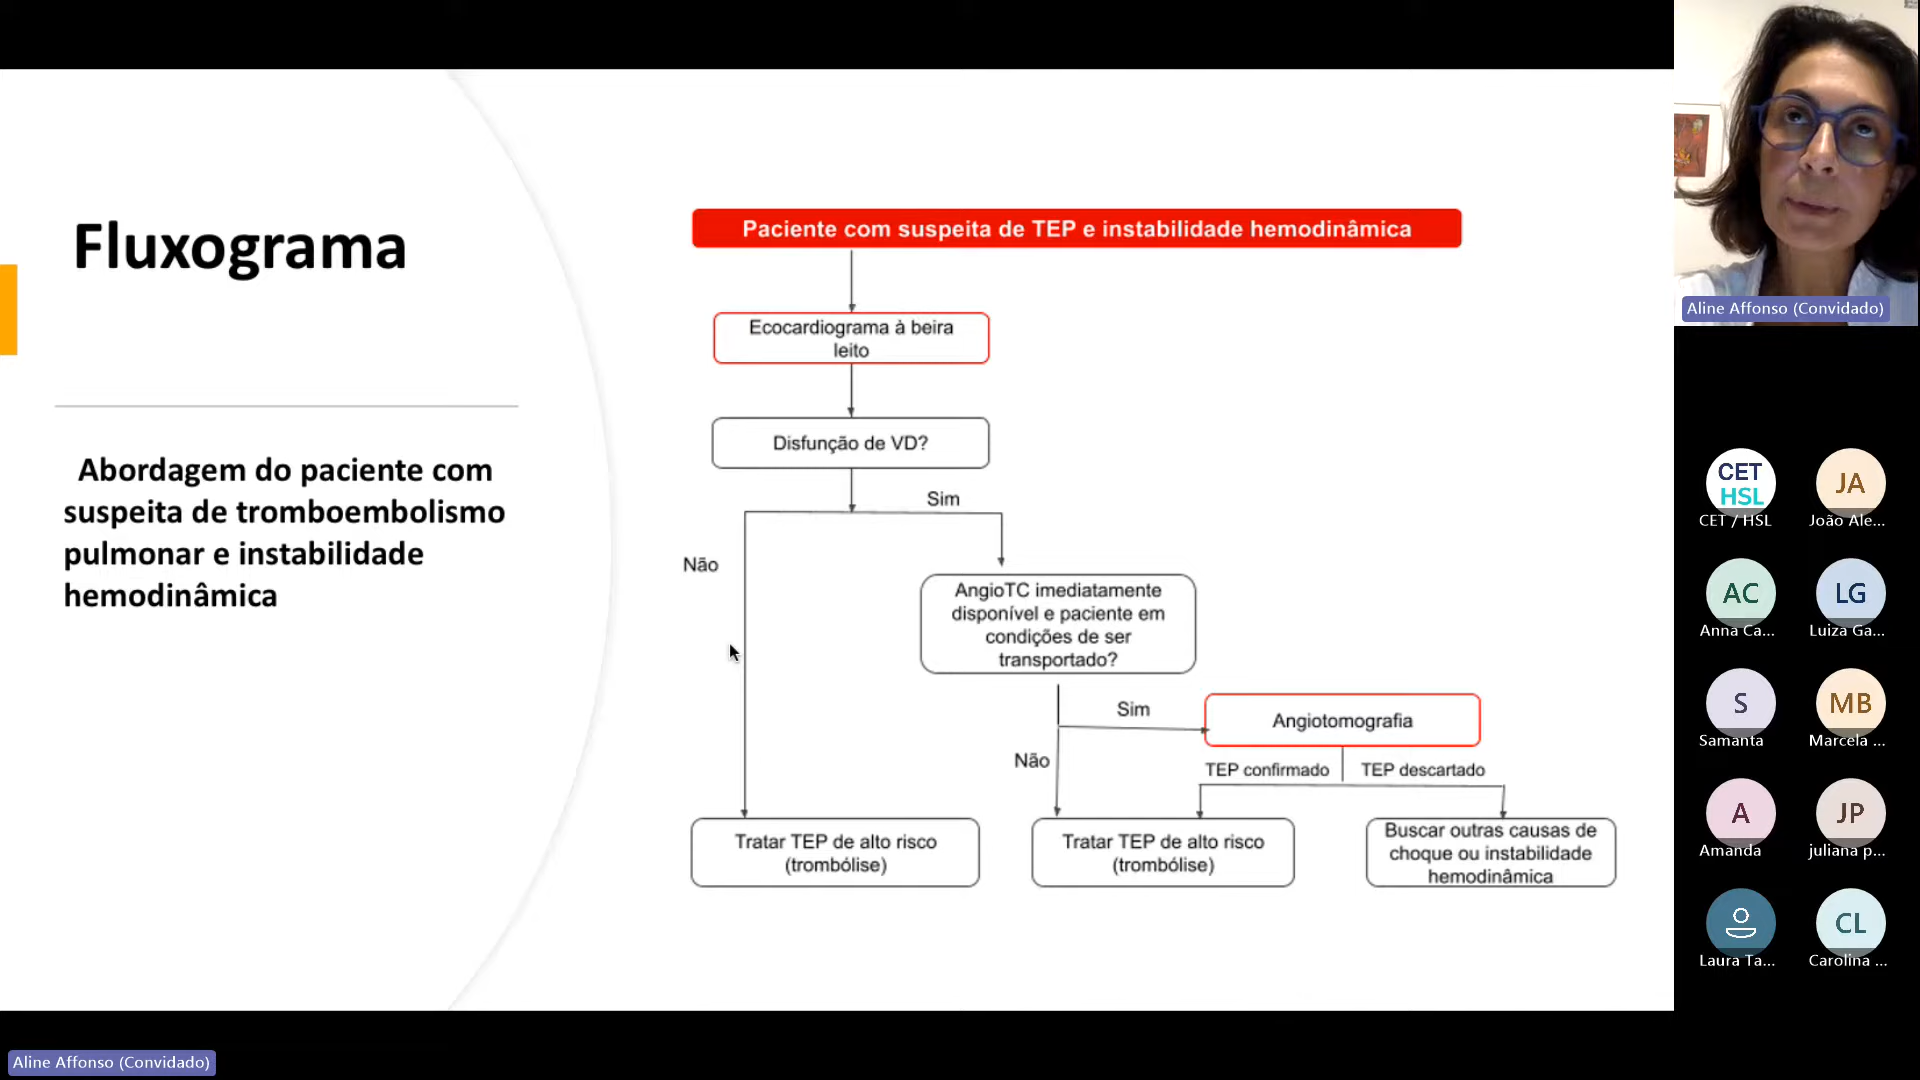 Fluxograma
Abordagem do paciente com
suspeita de tromboembolismo
pulmonar e instabilidade
hemodinâmica
Paciente com suspeita de TEP e instabilidade hemodinâmica
Ecocardiograma à beira
leito
Disfunção de VD?
Sim
Não
AngioTC imediatamente
disponível e paciente em
condições de ser
transportado?
Sim
Angiotomografia
Não
TEP confirmado
TEP descartado
Tratar TEP de alto risco
(trombólise)
Tratar TEP de alto risco
(trombólise)
Buscar outras causas de
choque ou instabilidade
hemodinâmica
Aline Affonso (Convidado)
CET
HSL
CET / HSL
JA
João Ale...
AC
Anna Ca...
LG
Luiza Ga...
S
Samanta
MB
Marcela ...
A
Amanda
JP
juliana p...
Laura Ta...
CL
Carolina ...
Aline Affonso (Convidado)